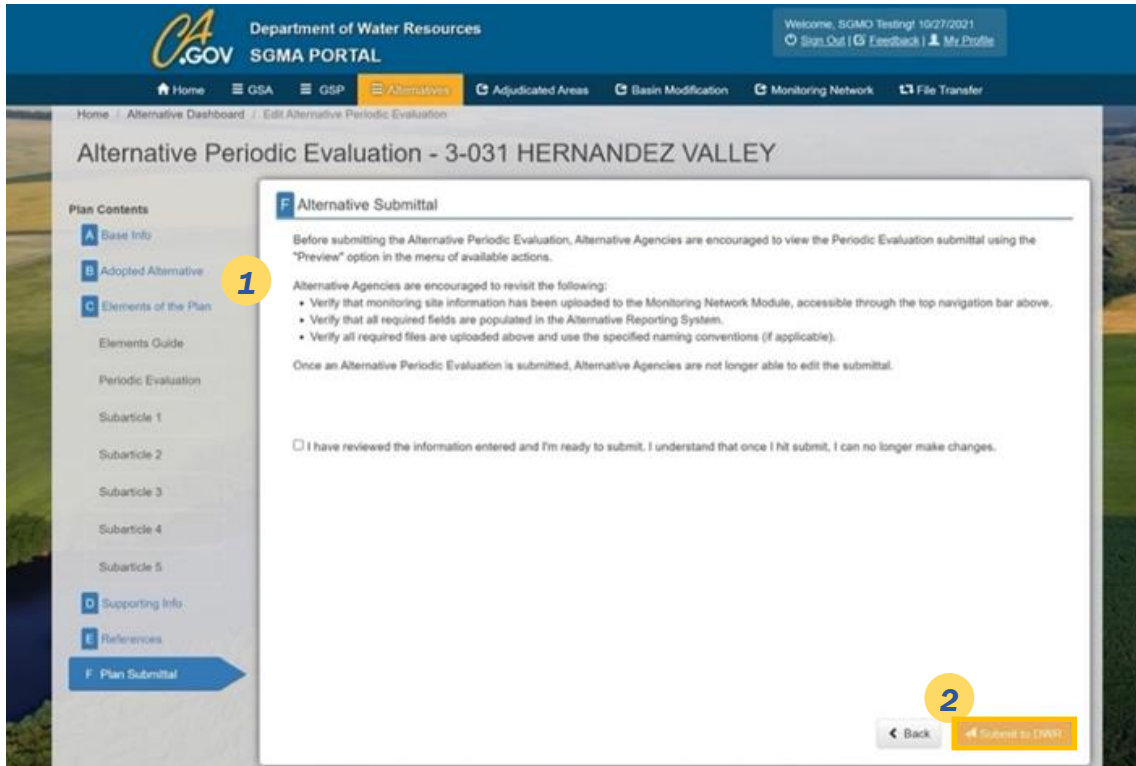 CA
.GOV
Department of Water Resources
SGMA PORTAL
Welcome, SGMO Testing! 10/27/2021
Sign Out | Feedback | My Profile
Home GSA GSP Alternatives Adjudicated Areas Basin Modification Monitoring Network File Transfer
Home / Alternative Dashboard / Edit Alternative Periodic Evaluation
Alternative Periodic Evaluation - 3-031 HERNANDEZ VALLEY
Plan Contents
A Base Info
B Adopted Alternative
1
C Elements of the Plan
Elements Guide
Periodic Evaluation
Subarticle 1
Subarticle 2
Subarticle 3
Subarticle 4
Subarticle 5
D Supporting Info
E References
F Plan Submittal
F Alternative Submittal
Before submitting the Alternative Periodic Evaluation, Alternative Agencies are encouraged to view the Periodic Evaluation submittal using the
"Preview" option in the menu of available actions.
Alternative Agencies are encouraged to revisit the following:
• Verify that monitoring site information has been uploaded to the Monitoring Network Module, accessible through the top navigation bar above.
• Verify that all required fields are populated in the Alternative Reporting System.
• Verify all required files are uploaded above and use the specified naming conventions (if applicable).
Once an Alternative Periodic Evaluation is submitted, Alternative Agencies are not longer able to edit the submittal.
I have reviewed the information entered and I'm ready to submit. I understand that once I hit submit, I can no longer make changes.
2
Back
Submit to DWR